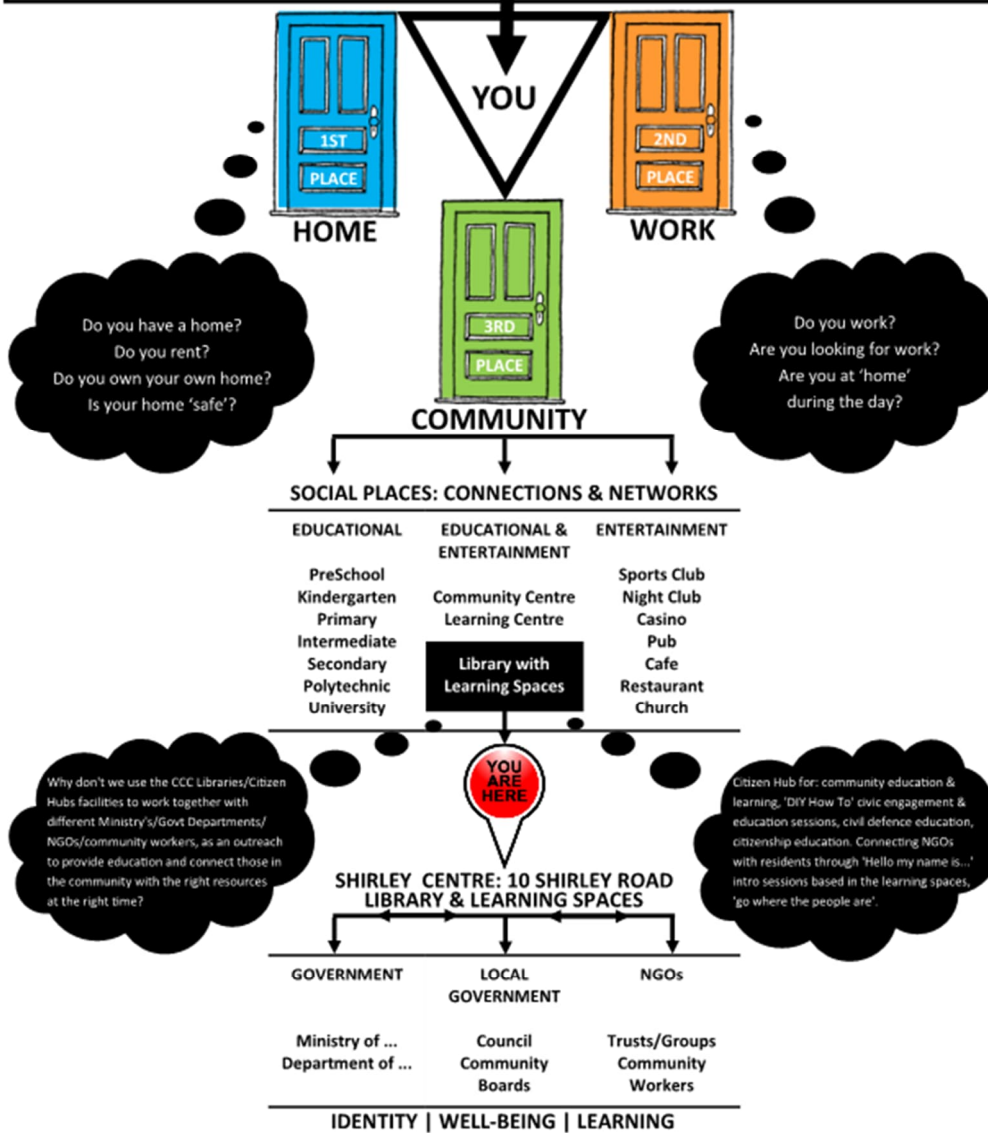 YOU
1ST
PLACE
HOME
2ND
PLACE
WORK
3RD
PLACE
COMMUNITY
Do you have a home?
Do you rent?
Do you own your own home?
Is your home ‘safe’?
Do you work?
Are you looking for work?
Are you at ‘home’
during the day?
SOCIAL PLACES: CONNECTIONS & NETWORKS
EDUCATIONAL
PreSchool
Kindergarten
Primary
Intermediate
Secondary
Polytechnic
University
EDUCATIONAL &
ENTERTAINMENT
Community Centre
Learning Centre
Library with
Learning Spaces
ENTERTAINMENT
Sports Club
Night Club
Casino
Pub
Cafe
Restaurant
Church
YOU
ARE
HERE
Why don't we use the CCC Libraries/Citizen
Hubs facilities to work together with
different Ministry's/Govt Departments/
NGOs/community workers, as an outreach
to provide education and connect those in
the community with the right resources
at the right time?
Citizen Hub for: community education &
learning, 'DIY How To' civic engagement &
education sessions, civil defence education,
citizenship education. Connecting NGOs
with residents through 'Hello my name is...'
intro sessions based in the learning spaces,
'go where the people are'.
SHIRLEY CENTRE: 10 SHIRLEY ROAD
LIBRARY & LEARNING SPACES
GOVERNMENT
Ministry of ...
Department of ...
LOCAL
GOVERNMENT
Council
Community
Boards
NGOs
Trusts/Groups
Community
Workers
IDENTITY | WELL-BEING | LEARNING